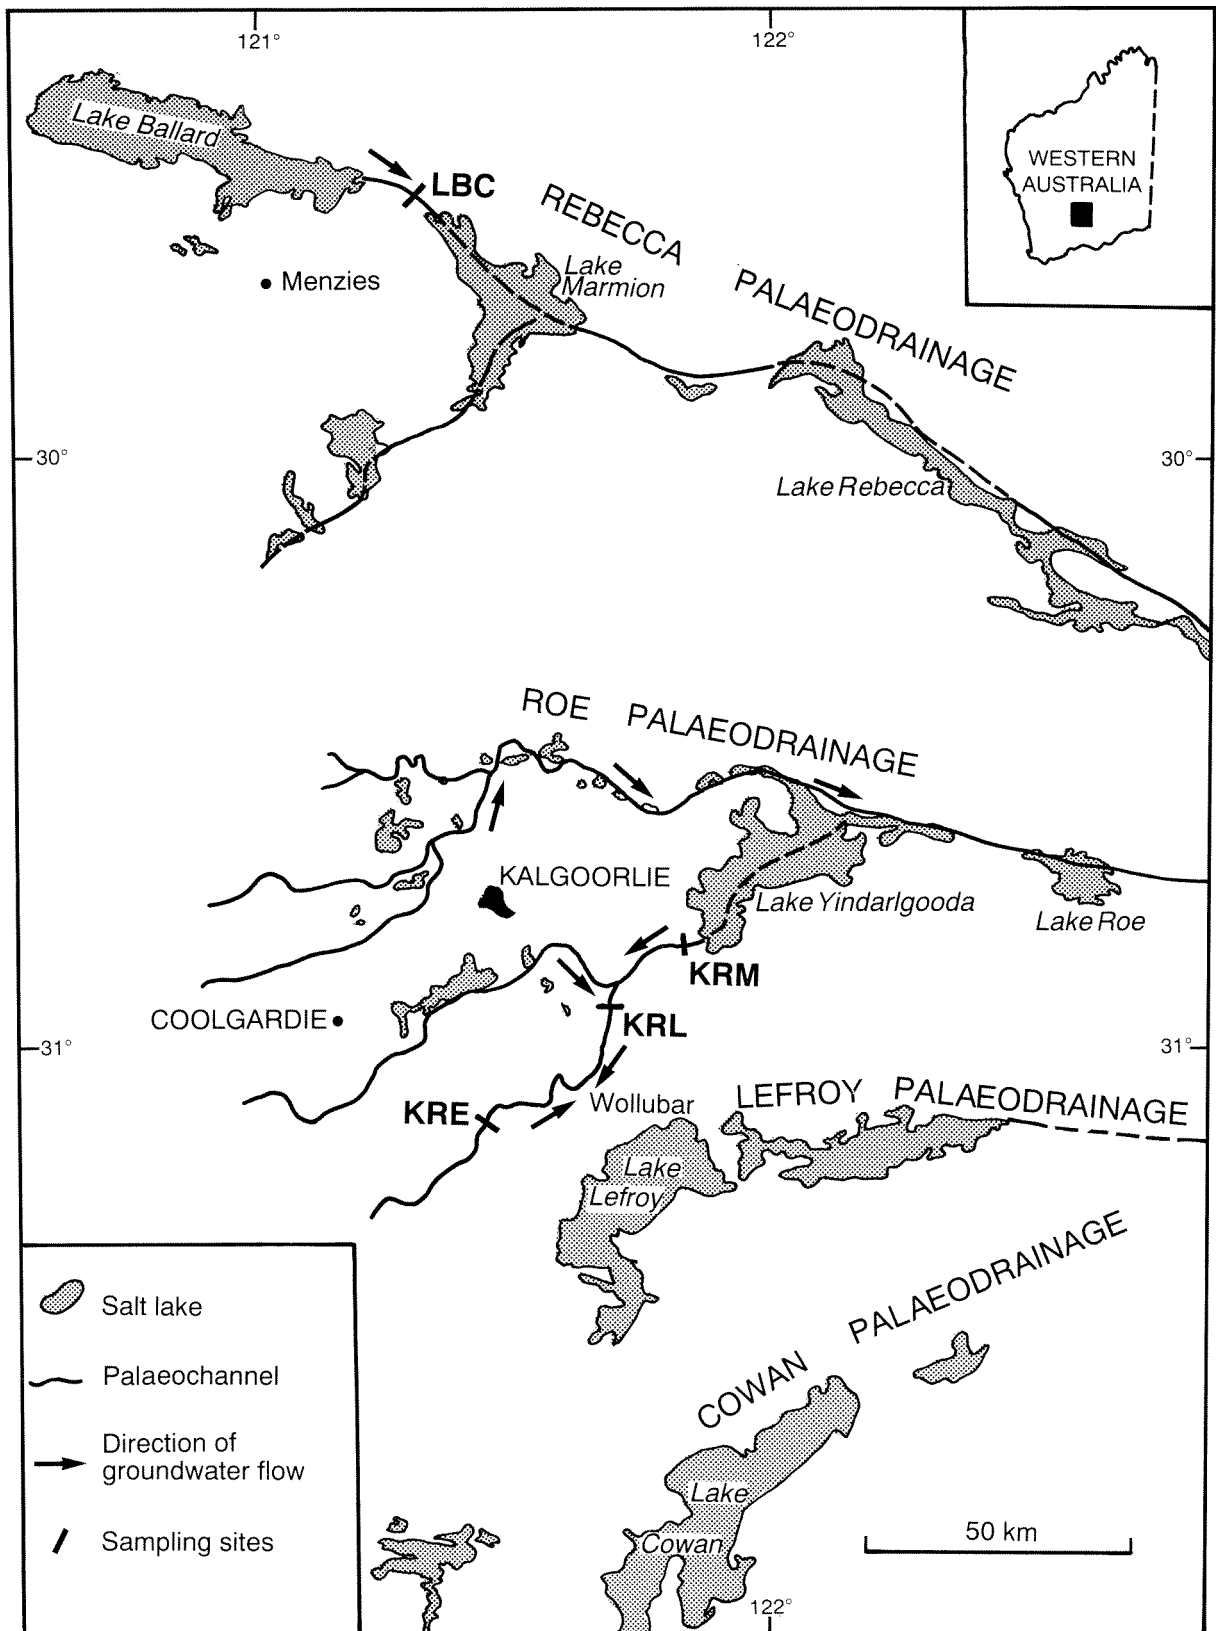 121°
122°
Lake Ballard
LBC
REBECCA PALAEODRAINAGE
WESTERN
AUSTRALIA
Menzies
Lake
Marmion
30°
30°
Lake Rebecca
ROE PALAEODRAINAGE
KALGOORLIE
Lake Yindarlgooda
Lake Roe
KRM
COOLGARDIE
KRL
31°
31°
KRE
Wollubar
LEFROY PALAEODRAINAGE
Lake
Lefroy
COWAN PALAEODRAINAGE
Salt lake
Palaeochannel
Direction of
groundwater flow
Sampling sites
Lake
Cowan
50 km
122°